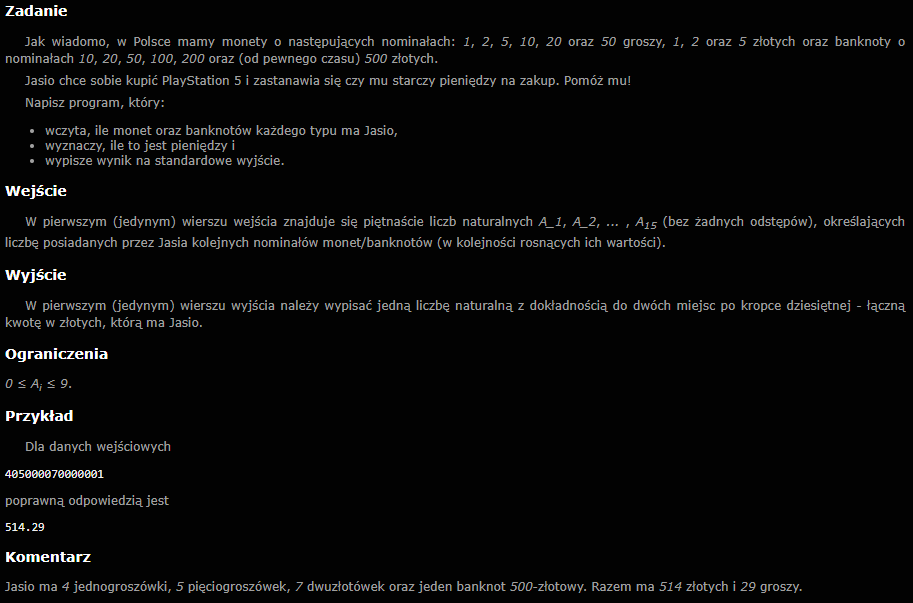 Zadanie
Jak wiadomo, w Polsce mamy monety o następujących nominałach: 1, 2, 5, 10, 20 oraz 50 groszy, 1, 2 oraz 5 złotych oraz banknoty o
nominałach 10, 20, 50, 100, 200 oraz (od pewnego czasu) 500 złotych.
Jasio chce sobie kupić PlayStation 5 i zastanawia się czy mu starczy pieniędzy na zakup. Pomóż mu!
Napisz program, który:
• wczyta, ile monet oraz banknotów każdego typu ma Jasio,
• wyznaczy, ile to jest pieniędzy i
• wypisze wynik na standardowe wyjście.
Wejście
W pierwszym (jedynym) wierszu wejścia znajduje się piętnaście liczb naturalnych A_1, A_2, ... , A15 (bez żadnych odstępów), określających
liczbę posiadanych przez Jasia kolejnych nominałów monet/banknotów (w kolejności rosnących ich wartości).
Wyjście
W pierwszym (jedynym) wierszu wyjścia należy wypisać jedną liczbę naturalną z dokładnością do dwóch miejsc po kropce dziesiętnej - łączną
kwotę w złotych, którą ma Jasio.
Ograniczenia
0 ≤ Ai ≤ 9.
Przykład
Dla danych wejściowych
405000070000001
poprawną odpowiedzią jest
514.29
Komentarz
Jasio ma 4 jednogroszówki, 5 pięciogroszówek, 7 dwuzłotówek oraz jeden banknot 500-złotowy. Razem ma 514 złotych i 29 groszy.